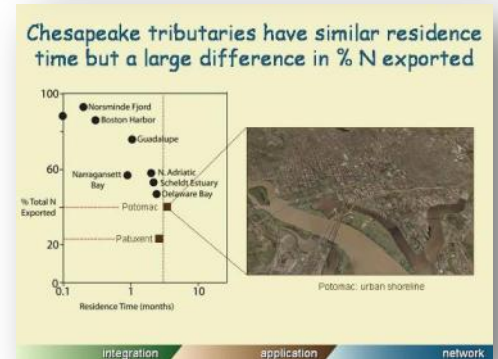 Chesapeake tributaries have similar residence
time but a large difference in % N exported
100
Norsminde Fjord
Boston Harbor
Guadalupe
60
Narragansett
Bay
N. Adriatic
Scheldt Estuary
Delaware Bay
% Total N
Exported
Potomac
Patuxent
20
0
0.1
1
10
Residence Time (months)
Potomac: urban shoreline
integration
application
network